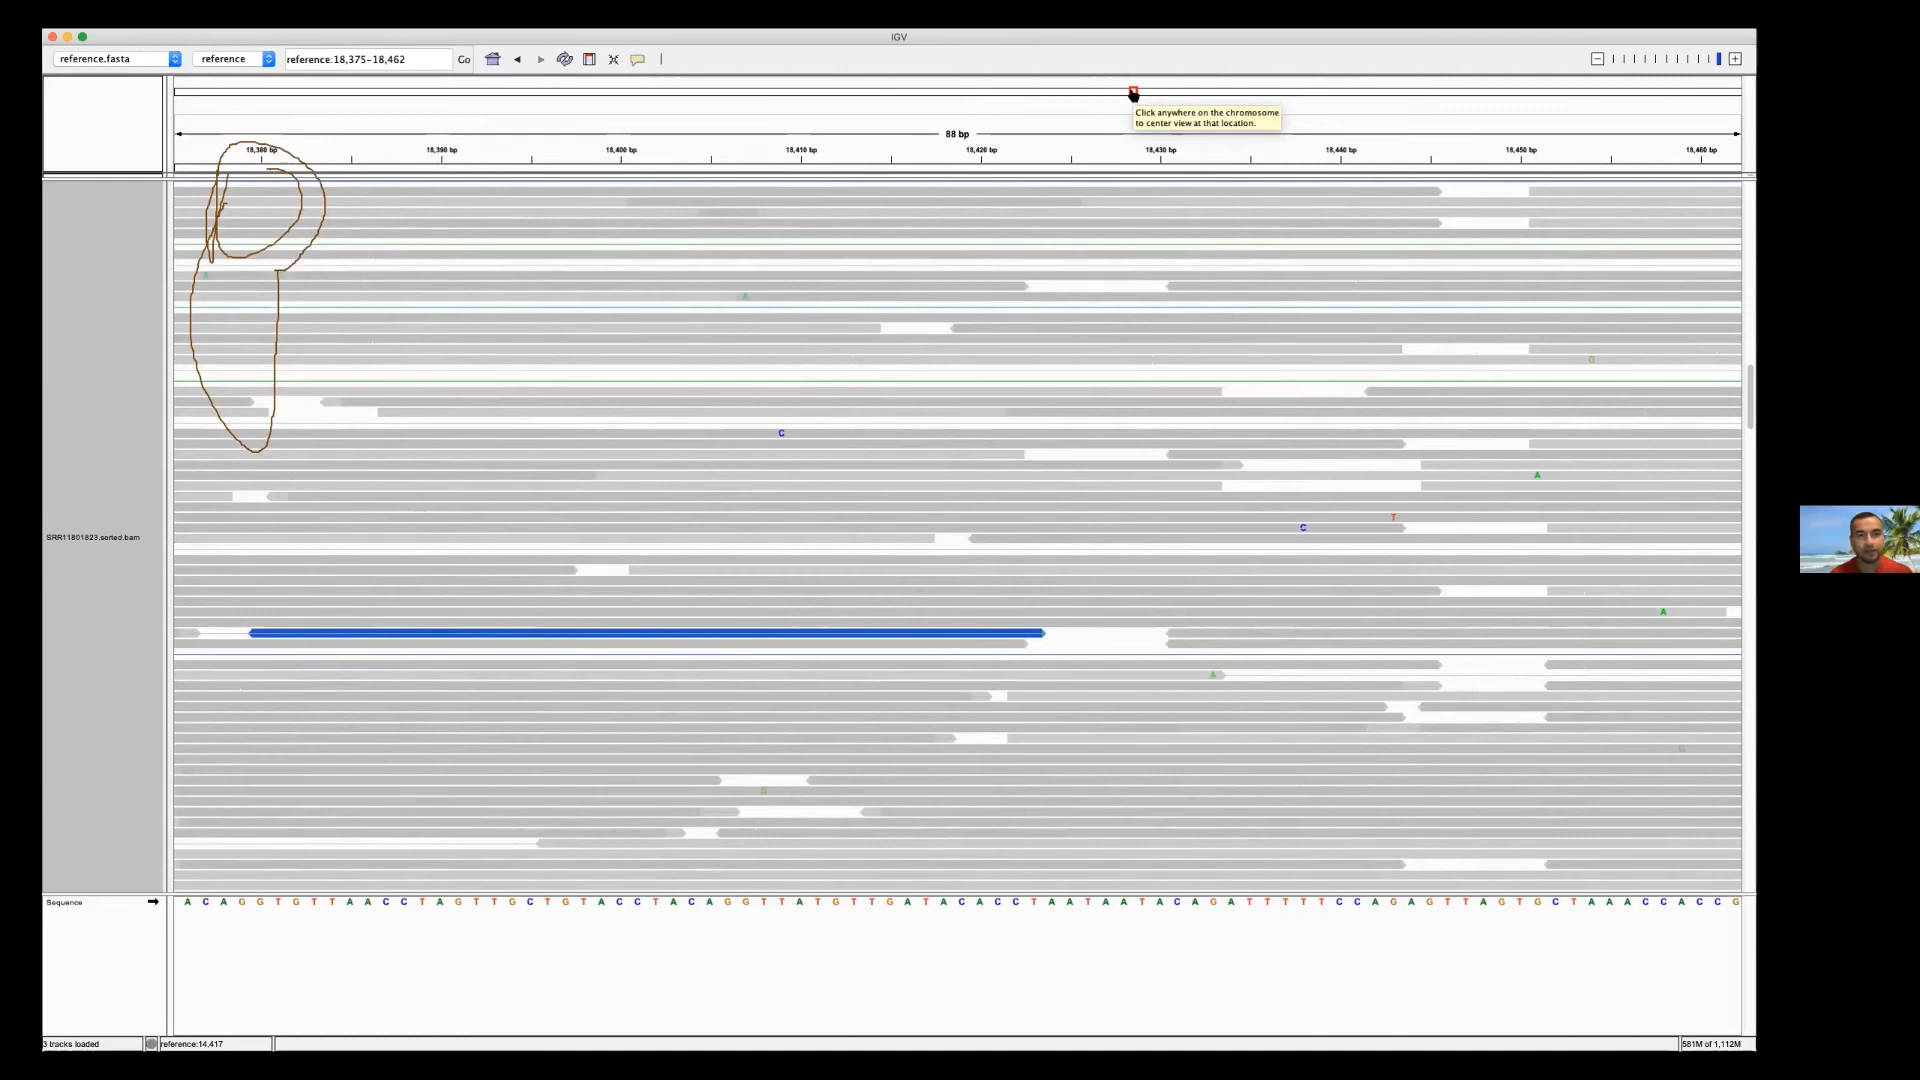 IGV
reference.fasta reference reference:18,375-18,462 Go
Click anywhere on the chromosome
to center view at that location.
88 bp
18,380 bp 18,390 bp 18,400 bp 18,410 bp 18,420 bp 18,430 bp 18,440 bp 18,450 bp 18,460 bp
A
A
G
C
A
T
C
SRR11801823.sorted.bam
A
A
G
G
Sequence A C A G G T G T T A A C C T A G T T G C T G T A C C T A C A G G T T A T G T T G A T A C A C C T A A T A A T A C A G A T T T T T C C A G A G T T A G T G C T A A A C C A C C G
3 tracks loaded reference:14,417 581M of 1,112M